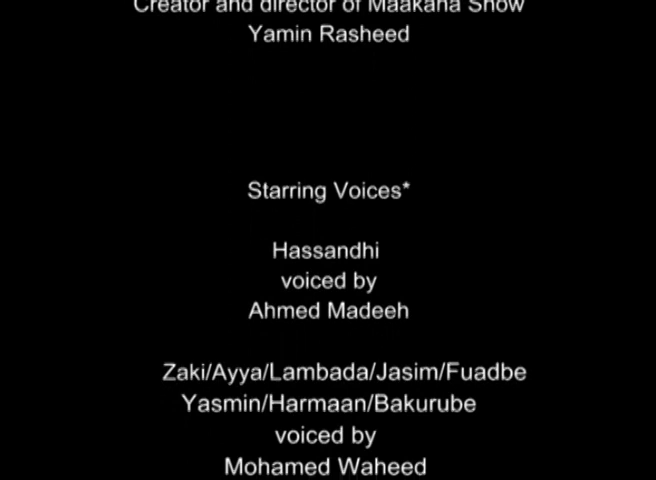 Creator and director of Maakana Show
Yamin Rasheed
Starring Voices*
Hassandhi
voiced by
Ahmed Madeeh
Zaki/Ayya/Lambada/Jasim/Fuadbe
Yasmin/Harmaan/Bakurube
voiced by
Mohamed Waheed